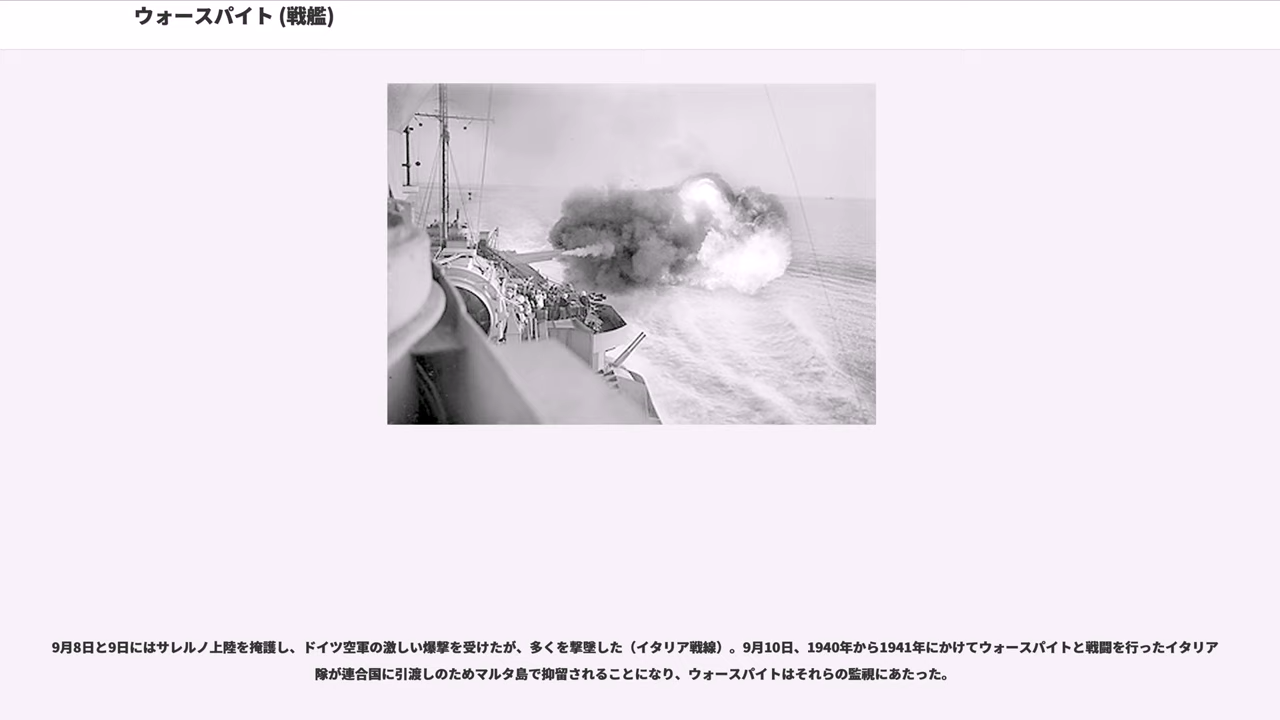 ウォースパイト (戦艦)
9月8日と9日にはサレルノ上陸を掩護し、ドイツ空軍の激しい爆撃を受けたが、多くを撃墜した（イタリア戦線）。9月10日、1940年から1941年にかけてウォースパイトと戦闘を行ったイタリア
隊が連合国に引渡しのためマルタ島で抑留されることになり、ウォースパイトはそれらの監視にあたった。